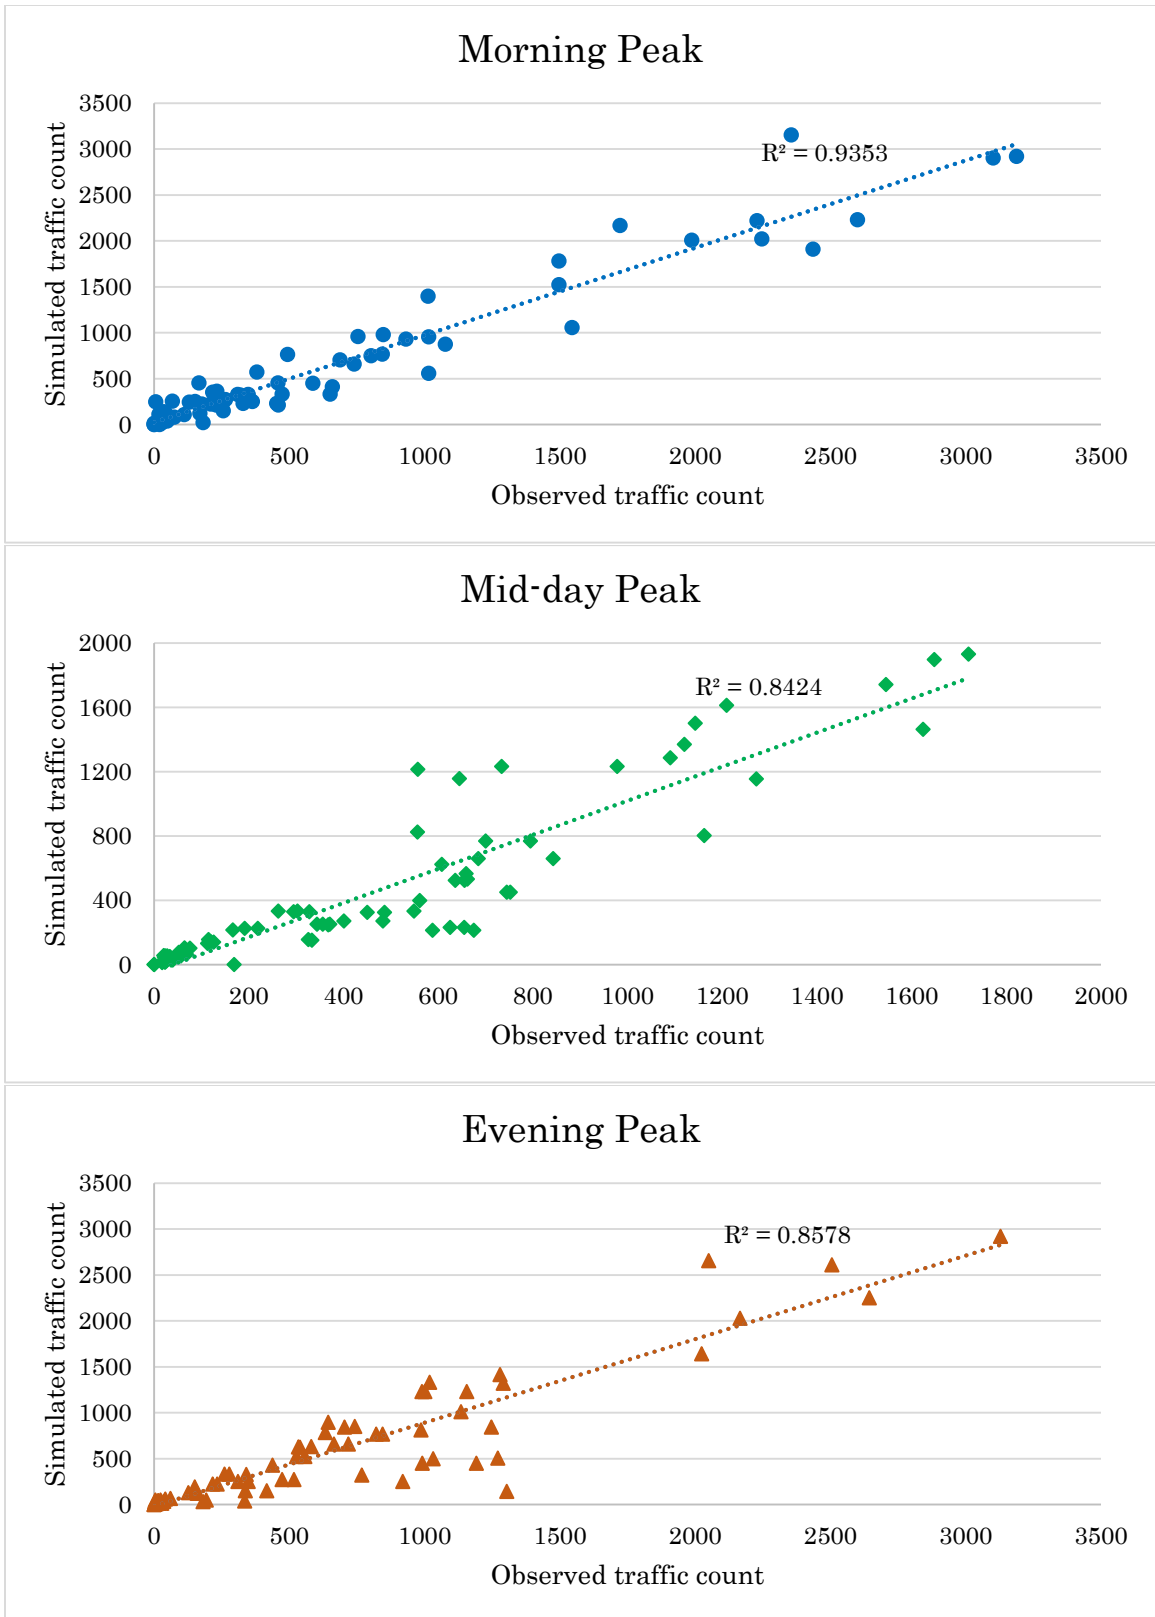 Morning Peak
Simulated traffic count
3500
3000
2500
2000
1500
1000
500
0
R² = 0.9353
0 500 1000 1500 2000 2500 3000 3500
Observed traffic count
Mid-day Peak
Simulated traffic count
2000
1600
1200
800
400
0
R² = 0.8424
0 200 400 600 800 1000 1200 1400 1600 1800 2000
Observed traffic count
Evening Peak
Simulated traffic count
3500
3000
2500
2000
1500
1000
500
0
R² = 0.8578
0 500 1000 1500 2000 2500 3000 3500
Observed traffic count